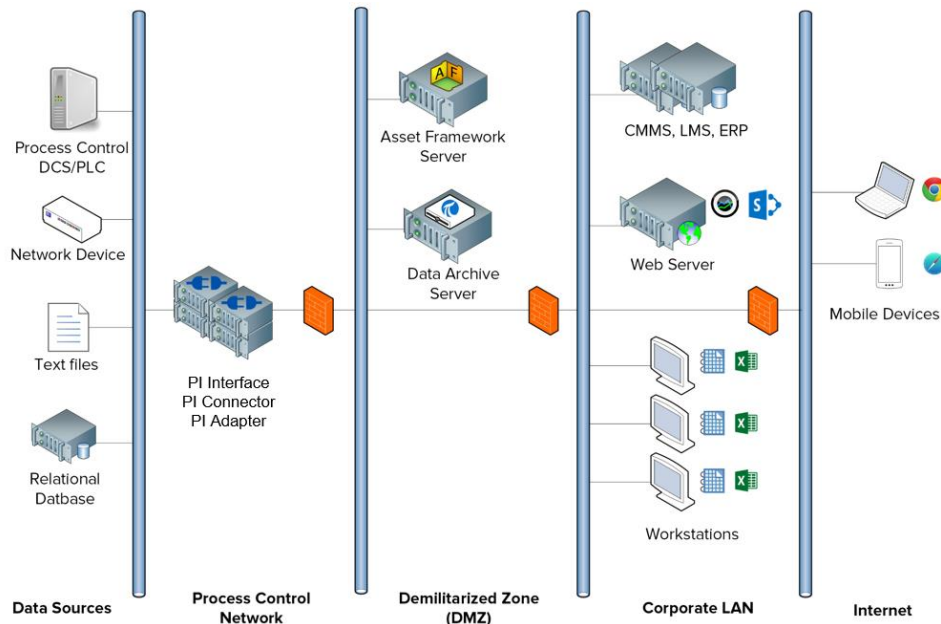 Process Control
DCS/PLC
Network Device
Text files
Relational
Datbase
PI Interface
PI Connector
PI Adapter
A F
Asset Framework
Server
Data Archive
Server
CMMS, LMS, ERP
S
Web Server
X
X
X
Workstations
Mobile Devices
Data Sources
Process Control
Network
Demilitarized Zone
(DMZ)
Corporate LAN
Internet